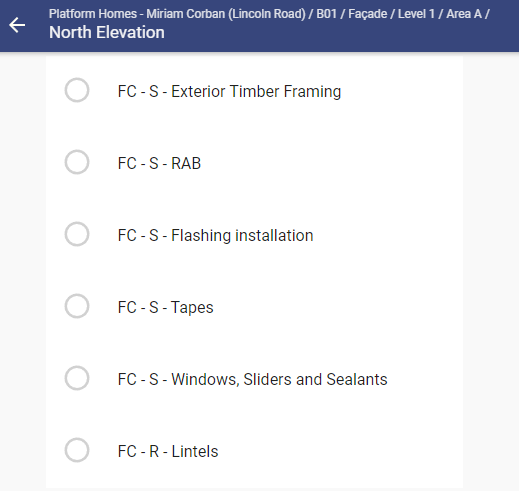 Platform Homes - Miriam Corban (Lincoln Road) / B01 / Façade / Level 1 / Area A /
North Elevation
FC - S - Exterior Timber Framing
FC - S - RAB
FC - S - Flashing installation
FC - S - Tapes
FC - S - Windows, Sliders and Sealants
FC - R - Lintels